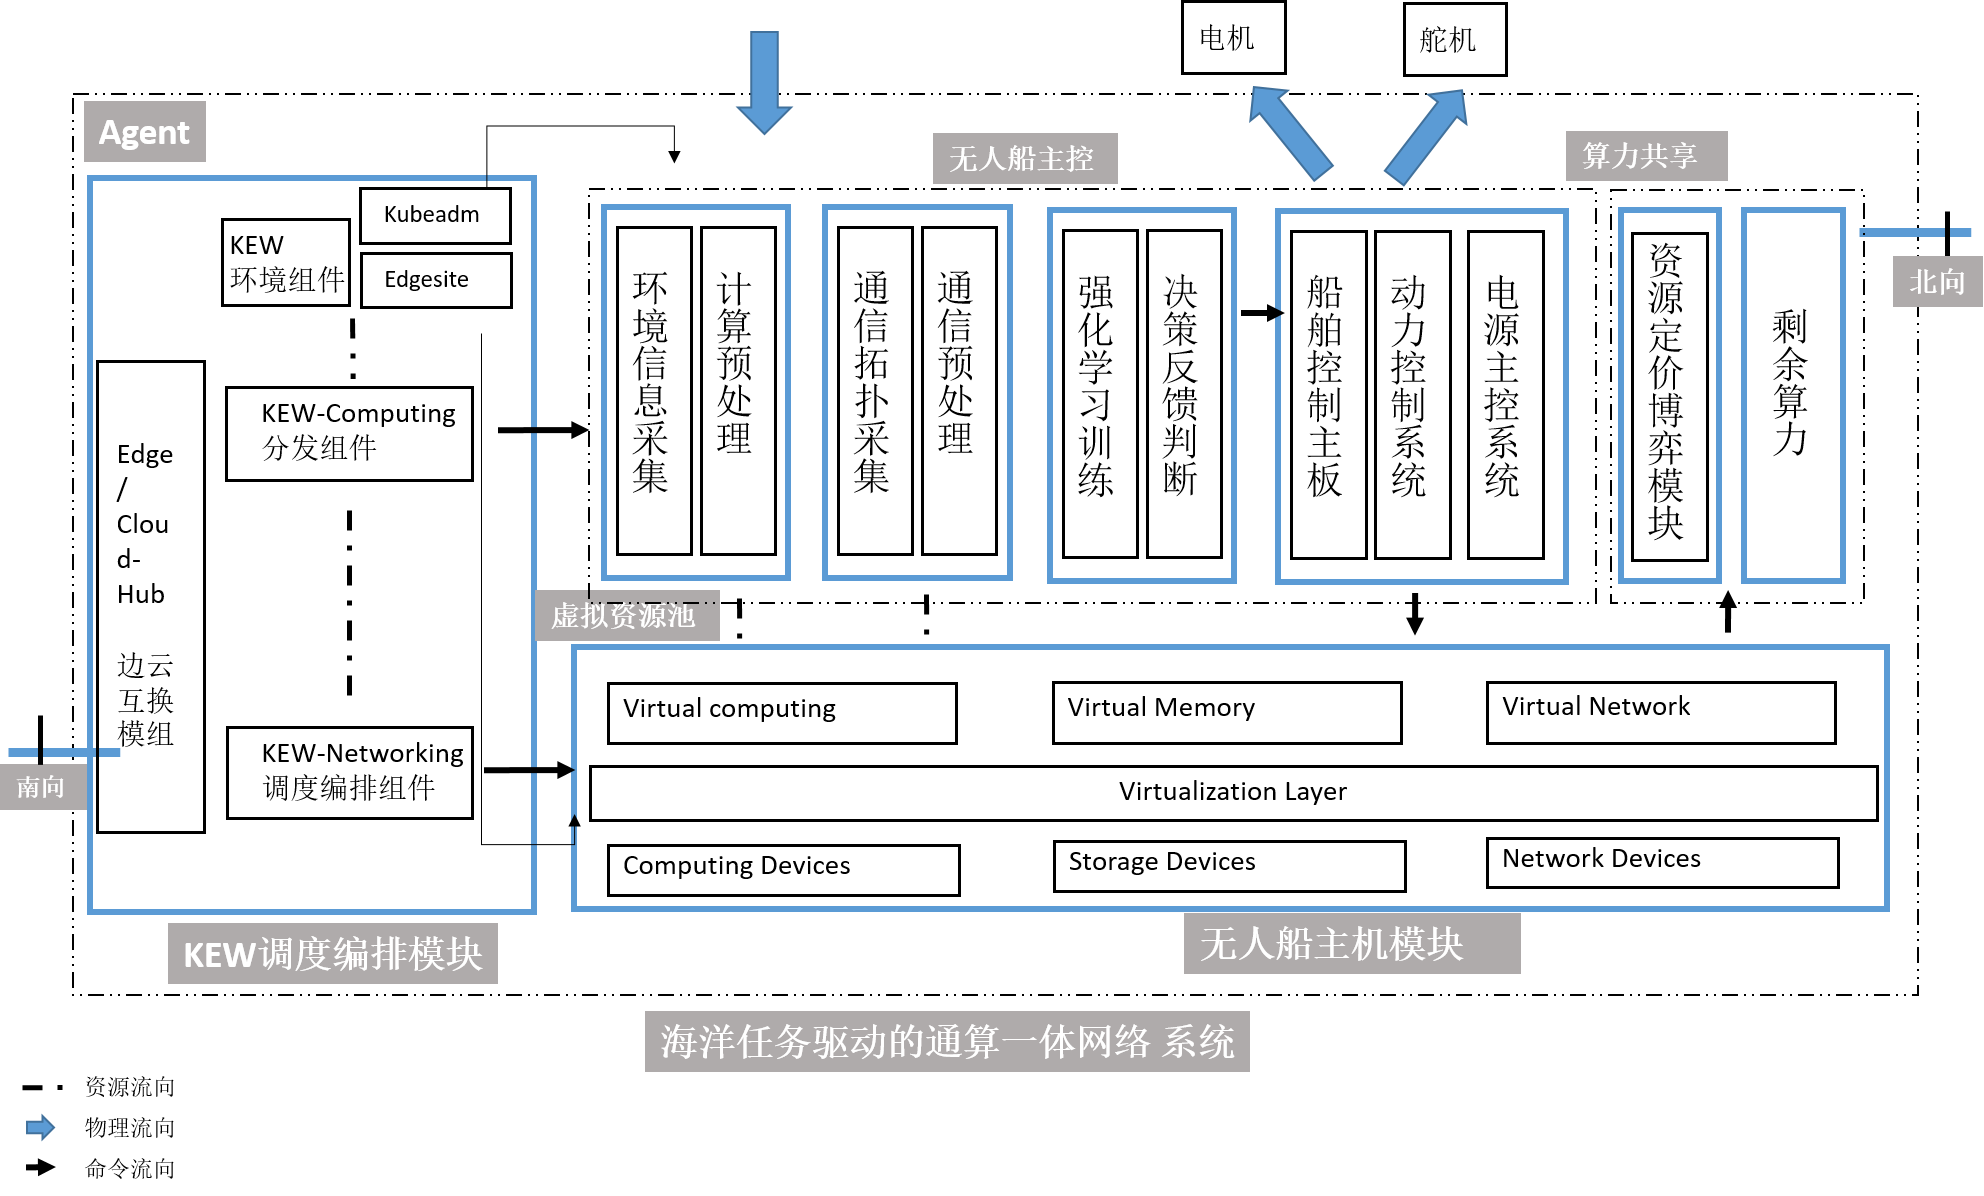 电机
舵机
Agent
无人船主控
算力共享
Kubeadm
KEW
环境组件
Edgesite
北向
环境信息采集
计算预处理
通信拓扑采集
通信预处理
强化学习训练
决策反馈判断
船舶控制主板
动力控制系统
电源主控系统
资源定价博弈模块
剩余算力
KEW-Computing
分发组件
Edge
/
Clou
d-
Hub
边云
互换
模组
虚拟资源池
南向
KEW-Networking
调度编排组件
Virtual computing
Virtual Memory
Virtual Network
Virtualization Layer
Computing Devices
Storage Devices
Network Devices
KEW调度编排模块
无人船主机模块
海洋任务驱动的通算一体网络 系统
资源流向
物理流向
命令流向